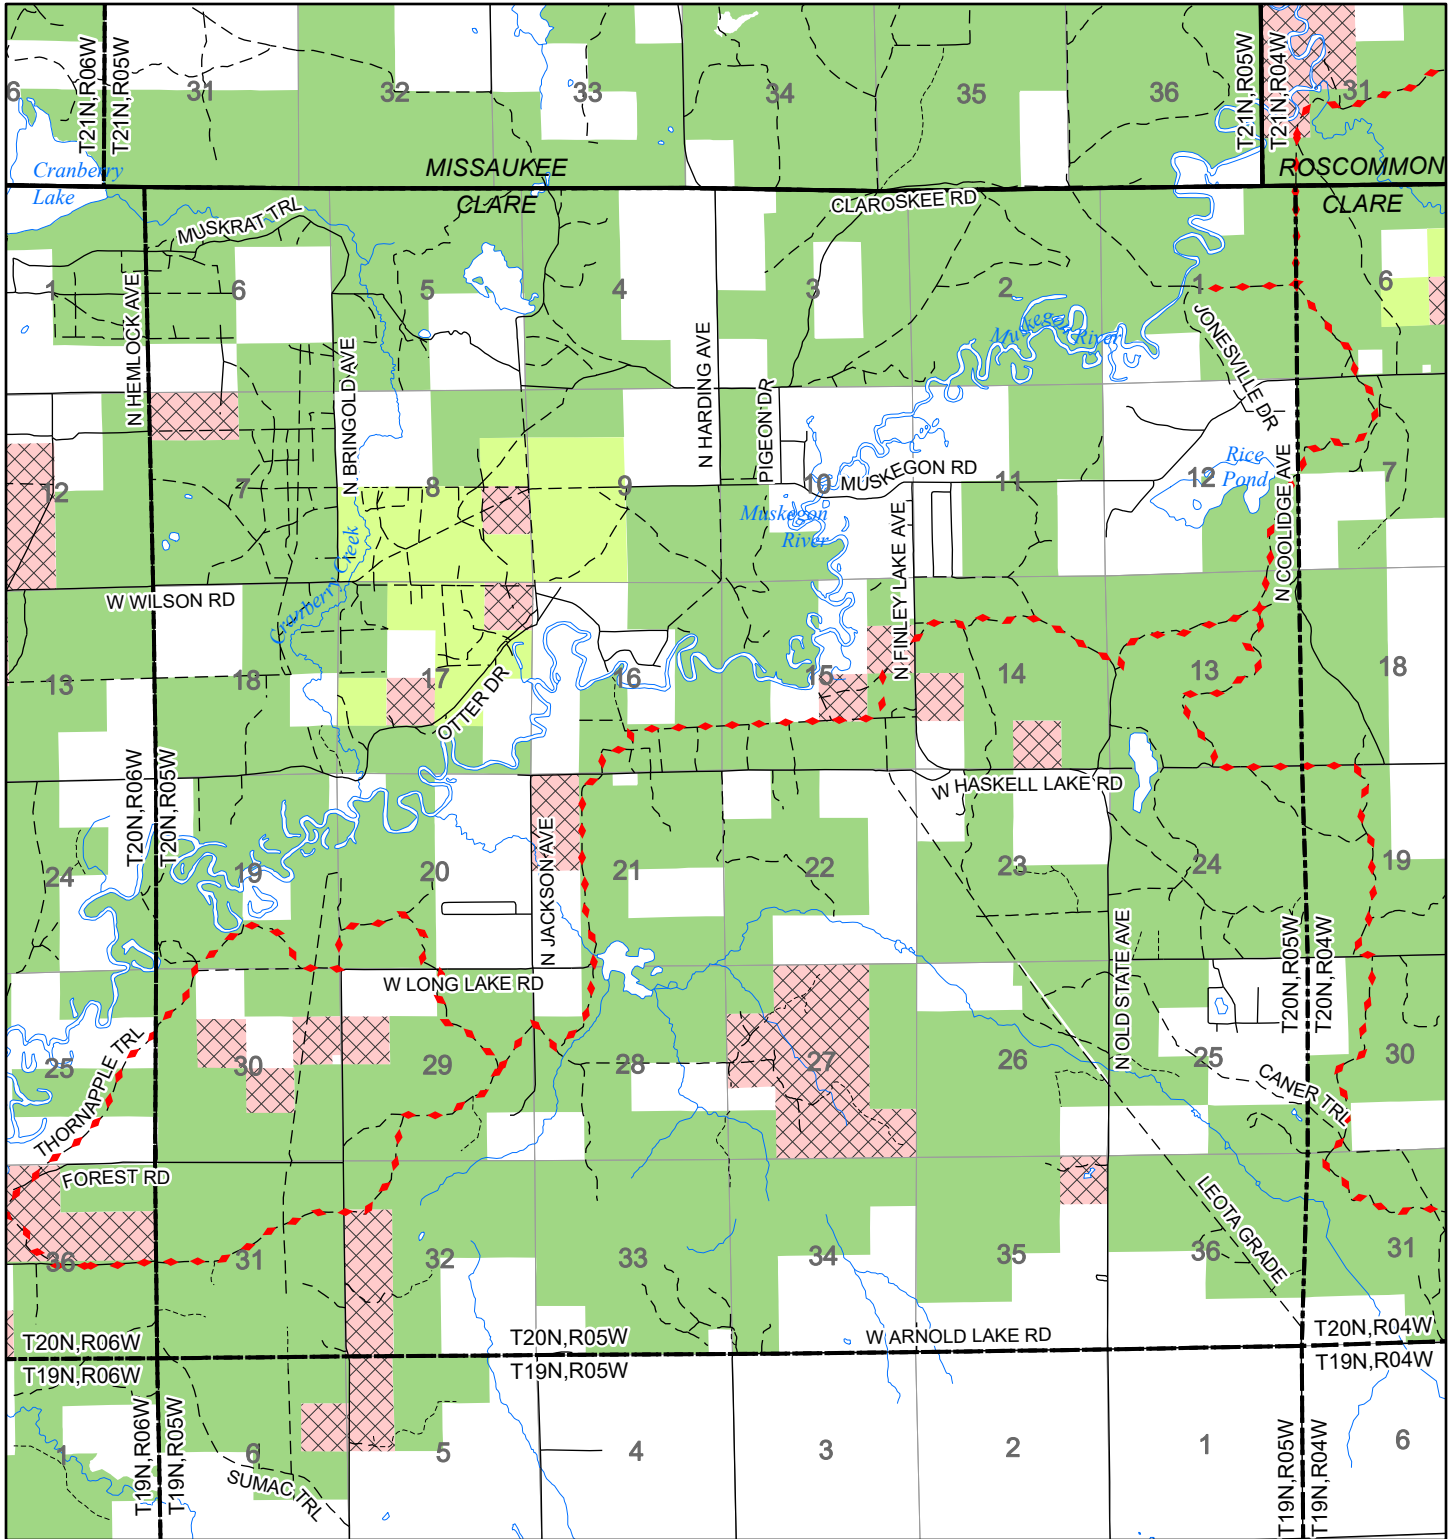 T21N,R06W
T21N,R05W
T21N,R05W
T21N,R04W
6
31
32
33
34
35
36
31
Cranberry
Lake
MISSAUKEE
CLARE
ROSCOMMON
CLARE
MUSKRAT TRL
CLAROSKEE RD
1
6
5
4
3
2
1
6
N HEMLOCK AVE
N BRINGOLD AVE
N HARDING AVE
PIGEON DR
Muskegon River
JONESVILLE DR
12
7
8
9
10
11
12
7
MUSKEGON RD
Muskegon
River
Rice
Pond
N COOLIDGE AVE
N FINLEY LAKE AVE
Cranberry Creek
W WILSON RD
13
18
17
16
15
14
13
18
OTTER DR
T20N,R06W
T20N,R05W
W HASKELL LAKE RD
24
19
20
21
22
23
24
19
N JACKSON AVE
N OLD STATE AVE
T20N,R05W
T20N,R04W
W LONG LAKE RD
25
30
29
28
27
26
25
30
THORNAPPLE TRL
CANER TRL
FOREST RD
LEOTA GRADE
36
31
32
33
34
35
36
31
T20N,R06W
T20N,R05W
W ARNOLD LAKE RD
T20N,R04W
T19N,R06W
T19N,R05W
T19N,R04W
T19N,R06W
T19N,R05W
T19N,R05W
T19N,R04W
1
6
5
4
3
2
1
6
SUMAC TRL